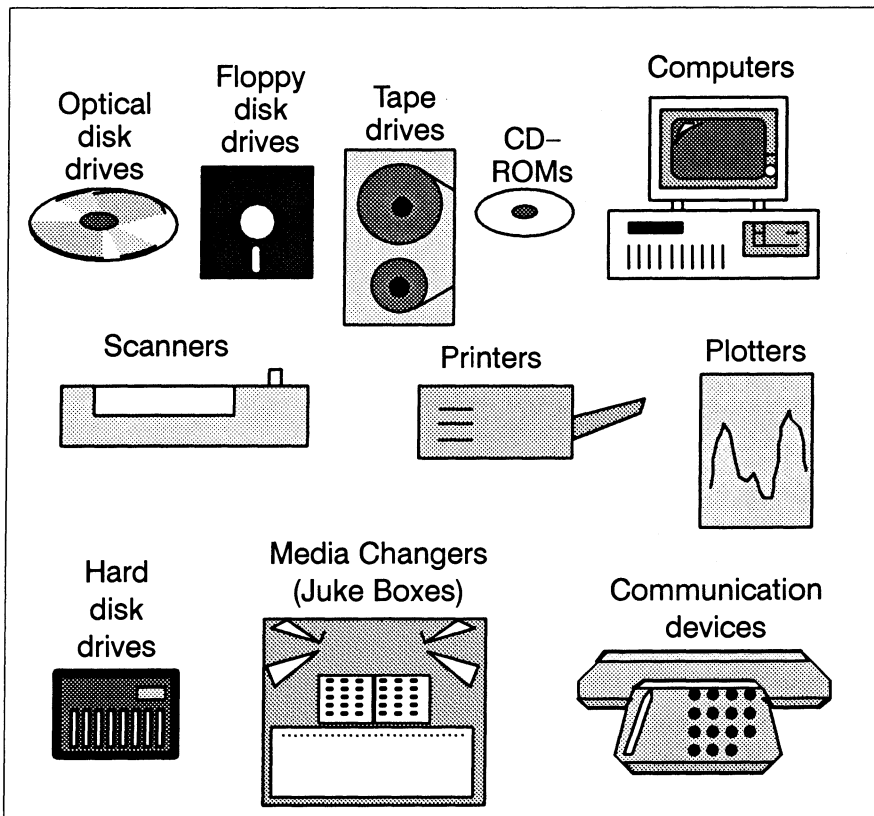 Optical
disk
drives
Floppy
disk
drives
Tape
drives
CD–
ROMs
Computers
Scanners
Printers
Plotters
Hard
disk
drives
Media Changers
(Juke Boxes)
Communication
devices